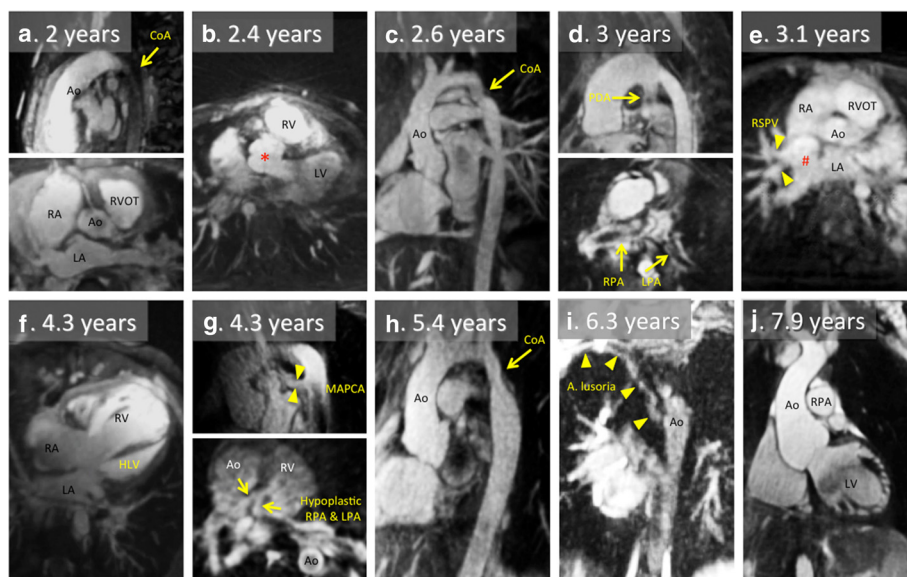 a. 2 years
CoA
Ao
RA
RVOT
Ao
LA
b. 2.4 years
RV
*
LV
c. 2.6 years
CoA
Ao
d. 3 years
PDA
RPA
LPA
e. 3.1 years
RA
RVOT
RSPV
Ao
#
LA
f. 4.3 years
RV
RA
HLV
LA
g. 4.3 years
MAPCA
Ao
RV
Hypoplastic
RPA & LPA
Ao
h. 5.4 years
CoA
Ao
i. 6.3 years
A. lusoria
Ao
j. 7.9 years
Ao
RPA
LV